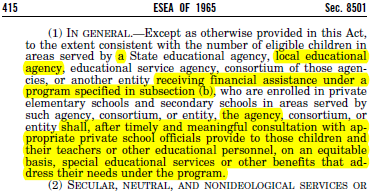 415 ESEA OF 1965 Sec. 8501
(1) IN GENERAL.—Except as otherwise provided in this Act,
to the extent consistent with the number of eligible children in
areas served by a State educational agency, local educational
agency, educational service agency, consortium of those agen-
cies, or another entity receiving financial assistance under a
program specified in subsection (b), who are enrolled in private
elementary schools and secondary schools in areas served by
such agency, consortium, or entity, the agency, consortium, or
entity shall, after timely and meaningful consultation with ap-
propriate private school officials provide to those children and
their teachers or other educational personnel, on an equitable
basis, special educational services or other benefits that ad-
dress their needs under the program.
(2) SECULAR, NEUTRAL, AND NONIDEOLOGICAL SERVICES OR